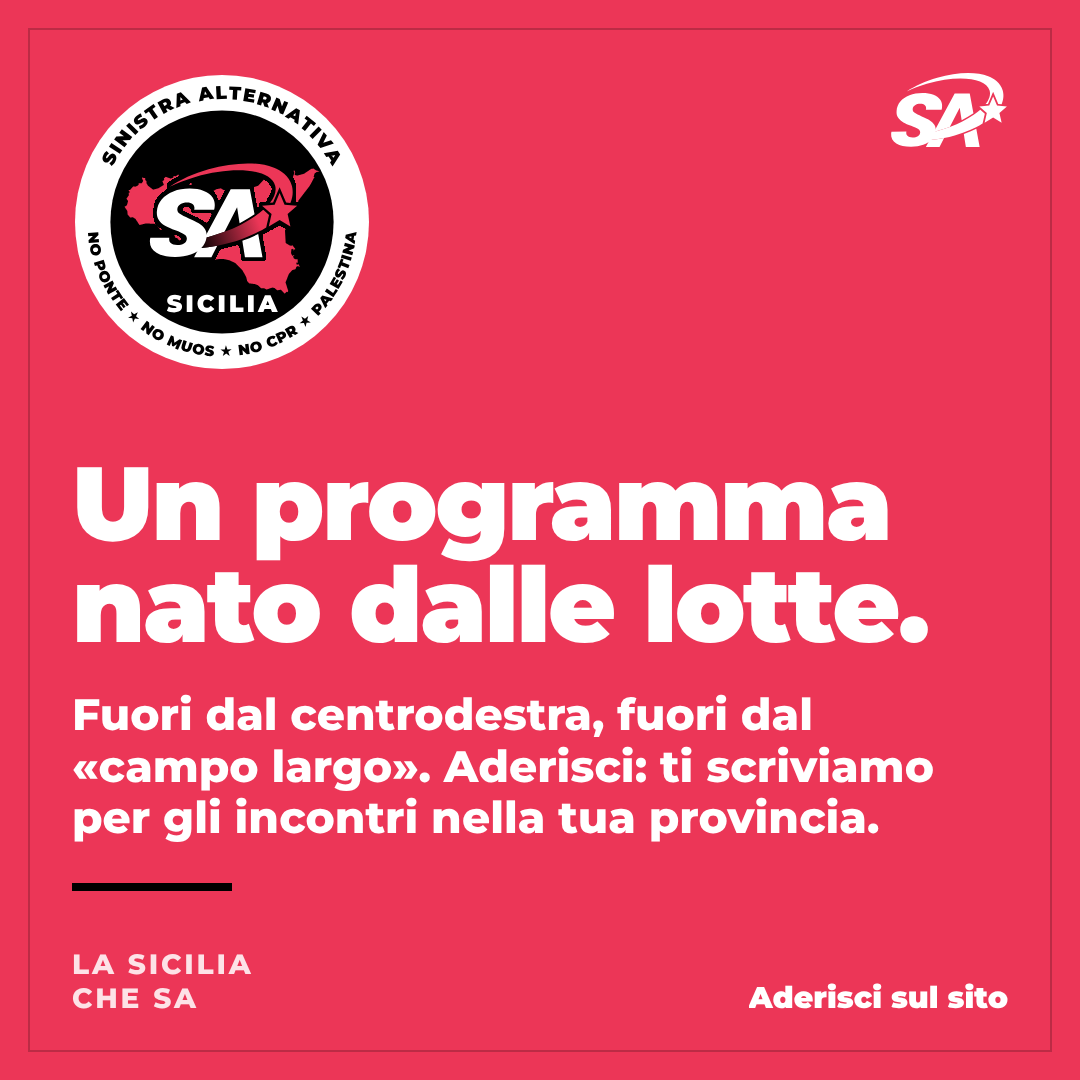 SINISTRA ALTERNATIVA
SA
SICILIA
NO PONTE ★ NO MUOS ★ NO CPR ★ PALESTINA
SA
Un programma
nato dalle lotte.
Fuori dal centrodestra, fuori dal
«campo largo». Aderisci: ti scriviamo
per gli incontri nella tua provincia.
LA SICILIA
CHE SA
Aderisci sul sito